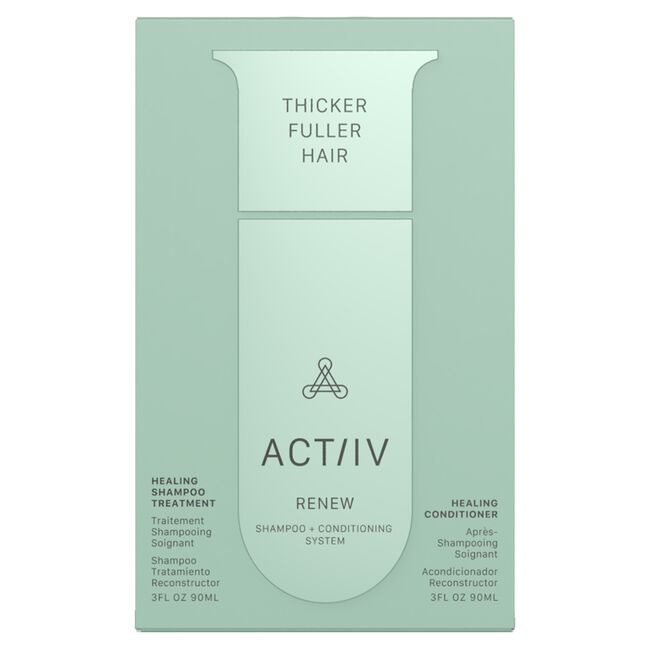 THICKER
FULLER
HAIR
ACT/IV
RENEW
SHAMPOO + CONDITIONING
SYSTEM
HEALING
SHAMPOO
TREATMENT
Traitement
Shampooing
Soignant
Shampoo
Tratamiento
Reconstructor
3FL OZ 90ML
HEALING
CONDITIONER
Après-
Shampooing
Soignant
Acondicionador
Reconstructor
3FL OZ 90ML